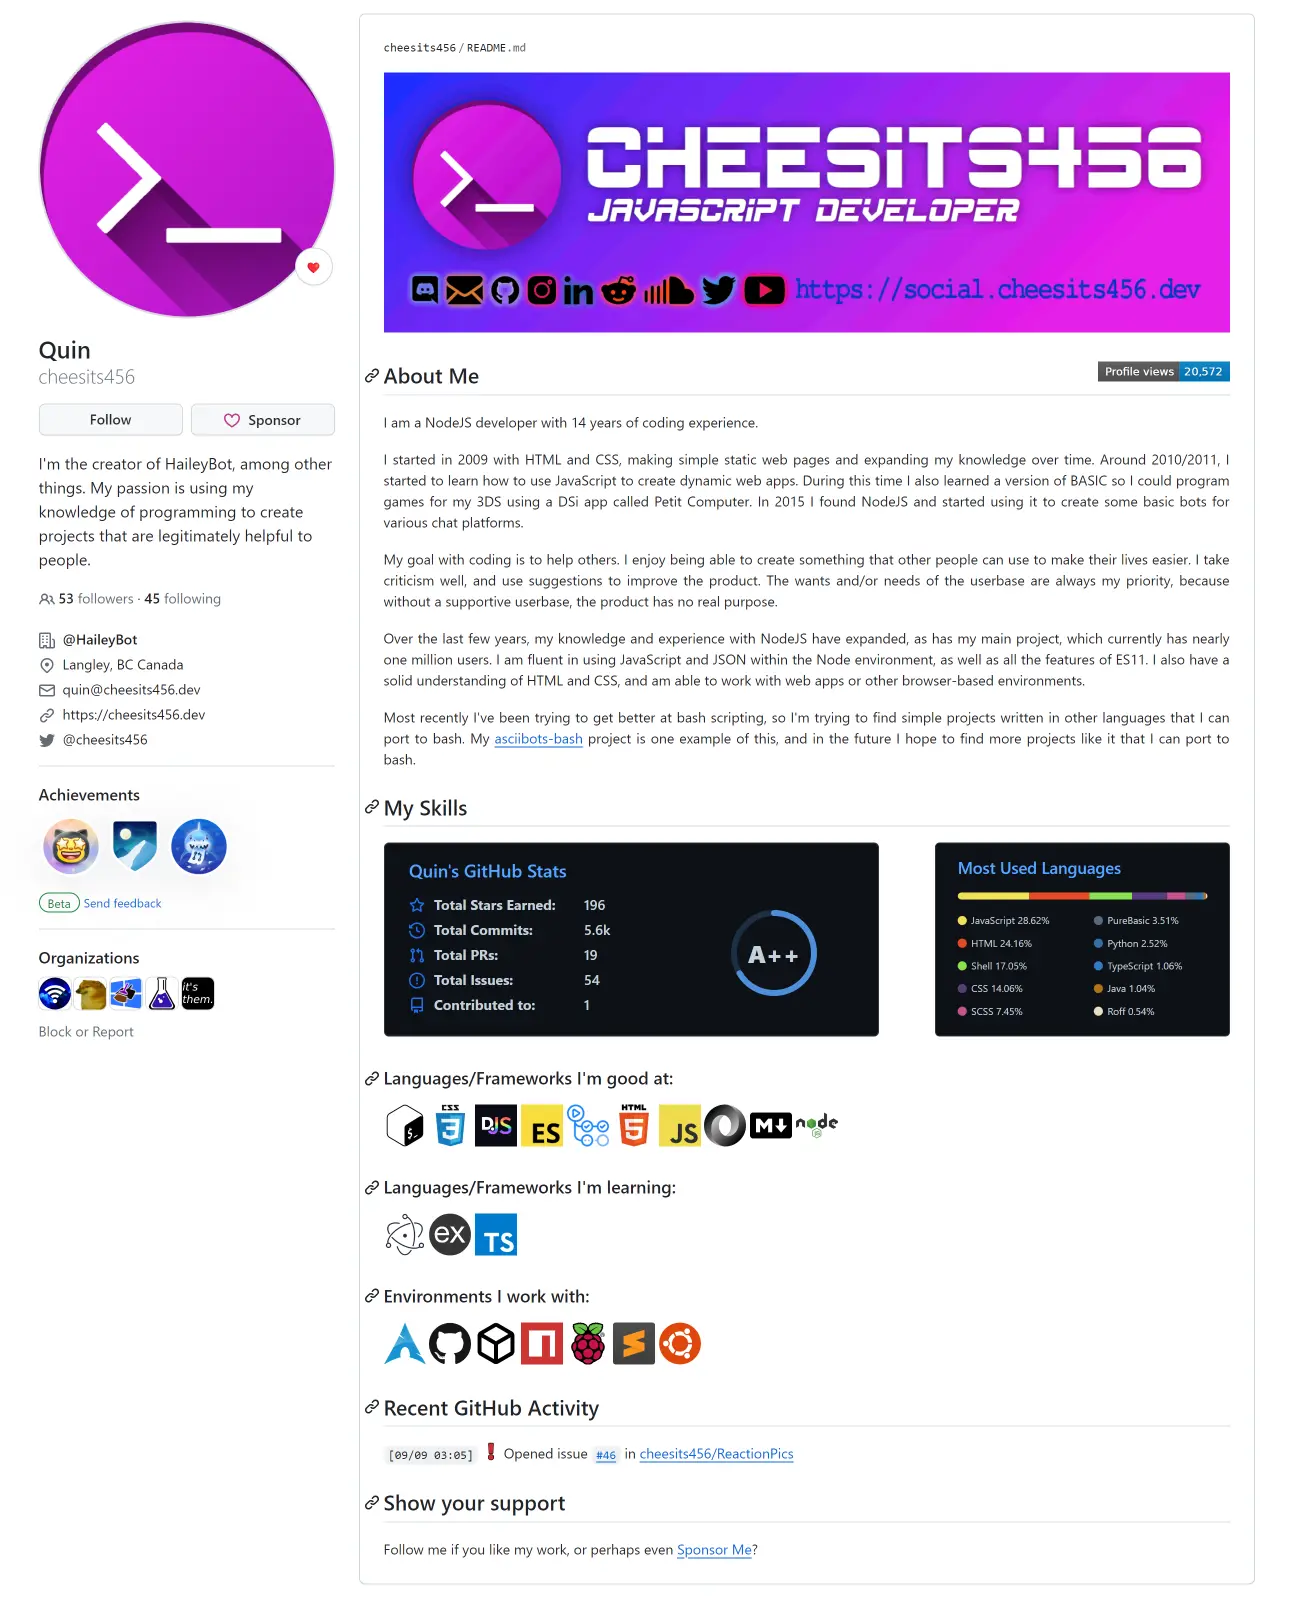 Quin
cheesits456
Follow
Sponsor
I'm the creator of HaileyBot, among other
things. My passion is using my
knowledge of programming to create
projects that are legitimately helpful to
people.
53 followers · 45 following
@HaileyBot
Langley, BC Canada
quin@cheesits456.dev
https://cheesits456.dev
@cheesits456
Achievements
Beta Send feedback
Organizations
it's
them.
Block or Report
cheesits456 / README.md
CHEESITS456
JAVASCRIPT DEVELOPER
in
https://social.cheesits456.dev
About Me
Profile views 20,572
I am a NodeJS developer with 14 years of coding experience.
I started in 2009 with HTML and CSS, making simple static web pages and expanding my knowledge over time. Around 2010/2011, I
started to learn how to use JavaScript to create dynamic web apps. During this time I also learned a version of BASIC so I could program
games for my 3DS using a DSi app called Petit Computer. In 2015 I found NodeJS and started using it to create some basic bots for
various chat platforms.
My goal with coding is to help others. I enjoy being able to create something that other people can use to make their lives easier. I take
criticism well, and use suggestions to improve the product. The wants and/or needs of the userbase are always my priority, because
without a supportive userbase, the product has no real purpose.
Over the last few years, my knowledge and experience with NodeJS have expanded, as has my main project, which currently has nearly
one million users. I am fluent in using JavaScript and JSON within the Node environment, as well as all the features of ES11. I also have a
solid understanding of HTML and CSS, and am able to work with web apps or other browser-based environments.
Most recently I've been trying to get better at bash scripting, so I'm trying to find simple projects written in other languages that I can
port to bash. My asciibots-bash project is one example of this, and in the future I hope to find more projects like it that I can port to
bash.
My Skills
Quin's GitHub Stats
Total Stars Earned: 196
Total Commits: 5.6k
Total PRs: 19
Total Issues: 54
Contributed to: 1
A++
Most Used Languages
JavaScript 28.62%
HTML 24.16%
Shell 17.05%
CSS 14.06%
SCSS 7.45%
PureBasic 3.51%
Python 2.52%
TypeScript 1.06%
Java 1.04%
Roff 0.54%
Languages/Frameworks I'm good at:
$_
CSS
3
DJS
ES
HTML
5
JS
M
node
JS
Languages/Frameworks I'm learning:
ex
TS
Environments I work with:
Recent GitHub Activity
[09/09 03:05] ❗ Opened issue #46 in cheesits456/ReactionPics
Show your support
Follow me if you like my work, or perhaps even Sponsor Me?